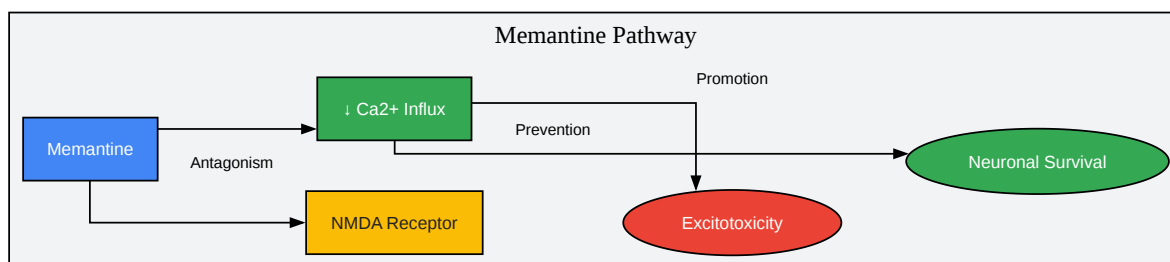 Memantine Pathway
Promotion
↓ Ca2+ Influx
Prevention
Memantine
Antagonism
Neuronal Survival
NMDA Receptor
Excitotoxicity